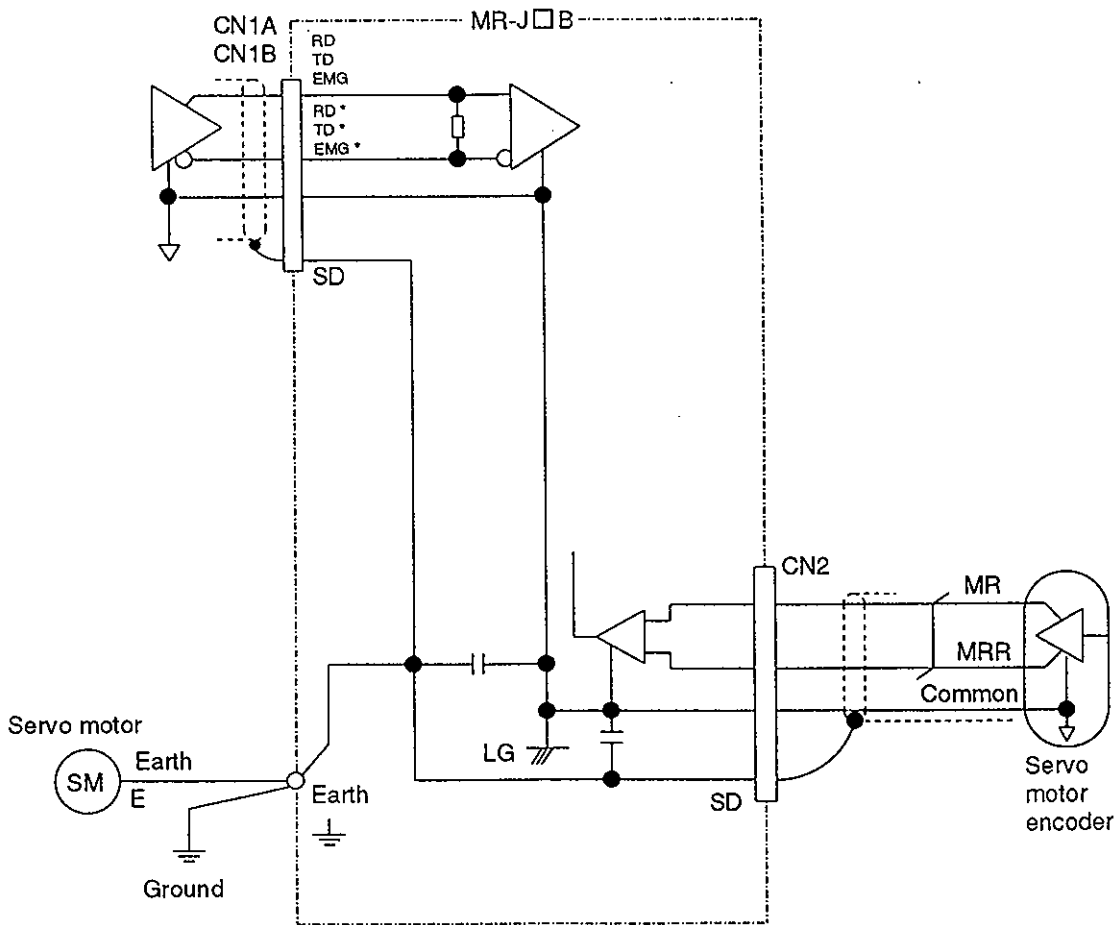 MR-J□B
CN1A
CN1B
RD
TD
EMG
RD*
TD*
EMG*
SD
CN2
MR
MRR
Common
LG
SD
Servo motor
encoder
Servo motor
SM
Earth
E
Earth
Ground